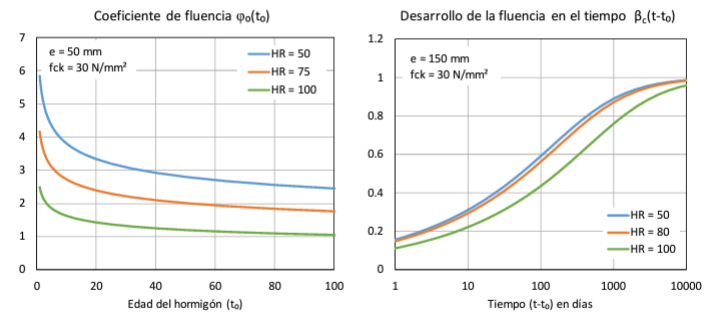 Coeficiente de fluencia φ₀(t₀)
7
6
5
4
3
2
1
0
e = 50 mm
fck = 30 N/mm²
HR = 50
HR = 75
HR = 100
0 20 40 60 80 100
Edad del hormigón (t₀)
Desarrollo de la fluencia en el tiempo β꜀(t-t₀)
1.2
1
0.8
0.6
0.4
0.2
0
e = 150 mm
fck = 30 N/mm²
HR = 50
HR = 80
HR = 100
1 10 100 1000 10000
Tiempo (t-t₀) en días